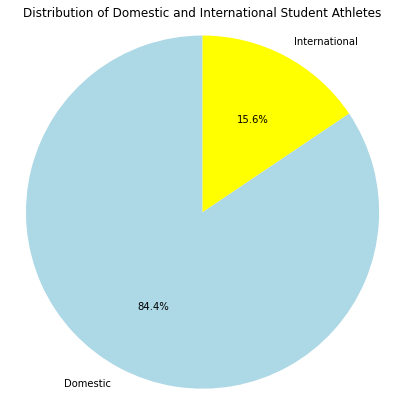 Distribution of Domestic and International Student Athletes
International
15.6%
84.4%
Domestic